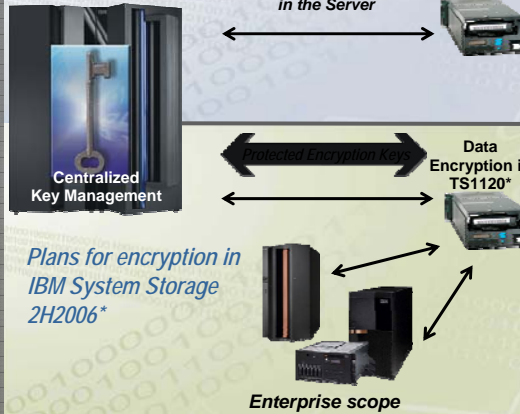 in the Server
Protected Encryption Keys
Data
Encryption i
TS1120*
Centralized
Key Management
Plans for encryption in
IBM System Storage
2H2006*
Enterprise scope